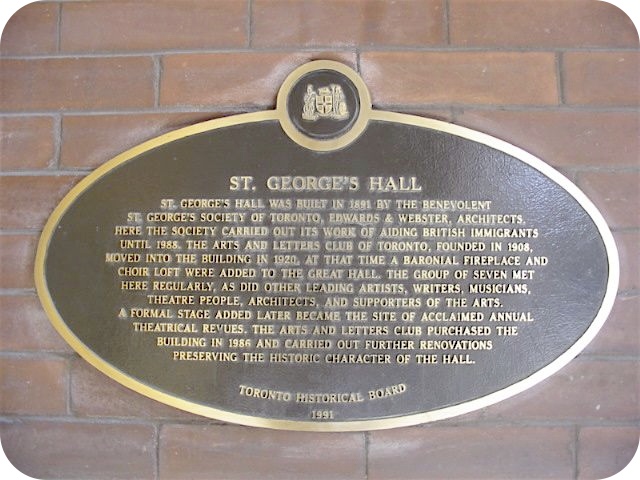 ST. GEORGE'S HALL
ST. GEORGE'S HALL WAS BUILT IN 1891 BY THE BENEVOLENT
ST. GEORGE'S SOCIETY OF TORONTO, EDWARDS & WEBSTER, ARCHITECTS.
HERE THE SOCIETY CARRIED OUT ITS WORK OF AIDING BRITISH IMMIGRANTS
UNTIL 1988. THE ARTS AND LETTERS CLUB OF TORONTO, FOUNDED IN 1908,
MOVED INTO THE BUILDING IN 1920. AT THAT TIME A BARONIAL FIREPLACE AND
CHOIR LOFT WERE ADDED TO THE GREAT HALL. THE GROUP OF SEVEN MET
HERE REGULARLY, AS DID OTHER LEADING ARTISTS, WRITERS, MUSICIANS,
THEATRE PEOPLE, ARCHITECTS, AND SUPPORTERS OF THE ARTS.
A FORMAL STAGE ADDED LATER BECAME THE SITE OF ACCLAIMED ANNUAL
THEATRICAL REVUES. THE ARTS AND LETTERS CLUB PURCHASED THE
BUILDING IN 1986 AND CARRIED OUT FURTHER RENOVATIONS
PRESERVING THE HISTORIC CHARACTER OF THE HALL.
TORONTO HISTORICAL BOARD
1991